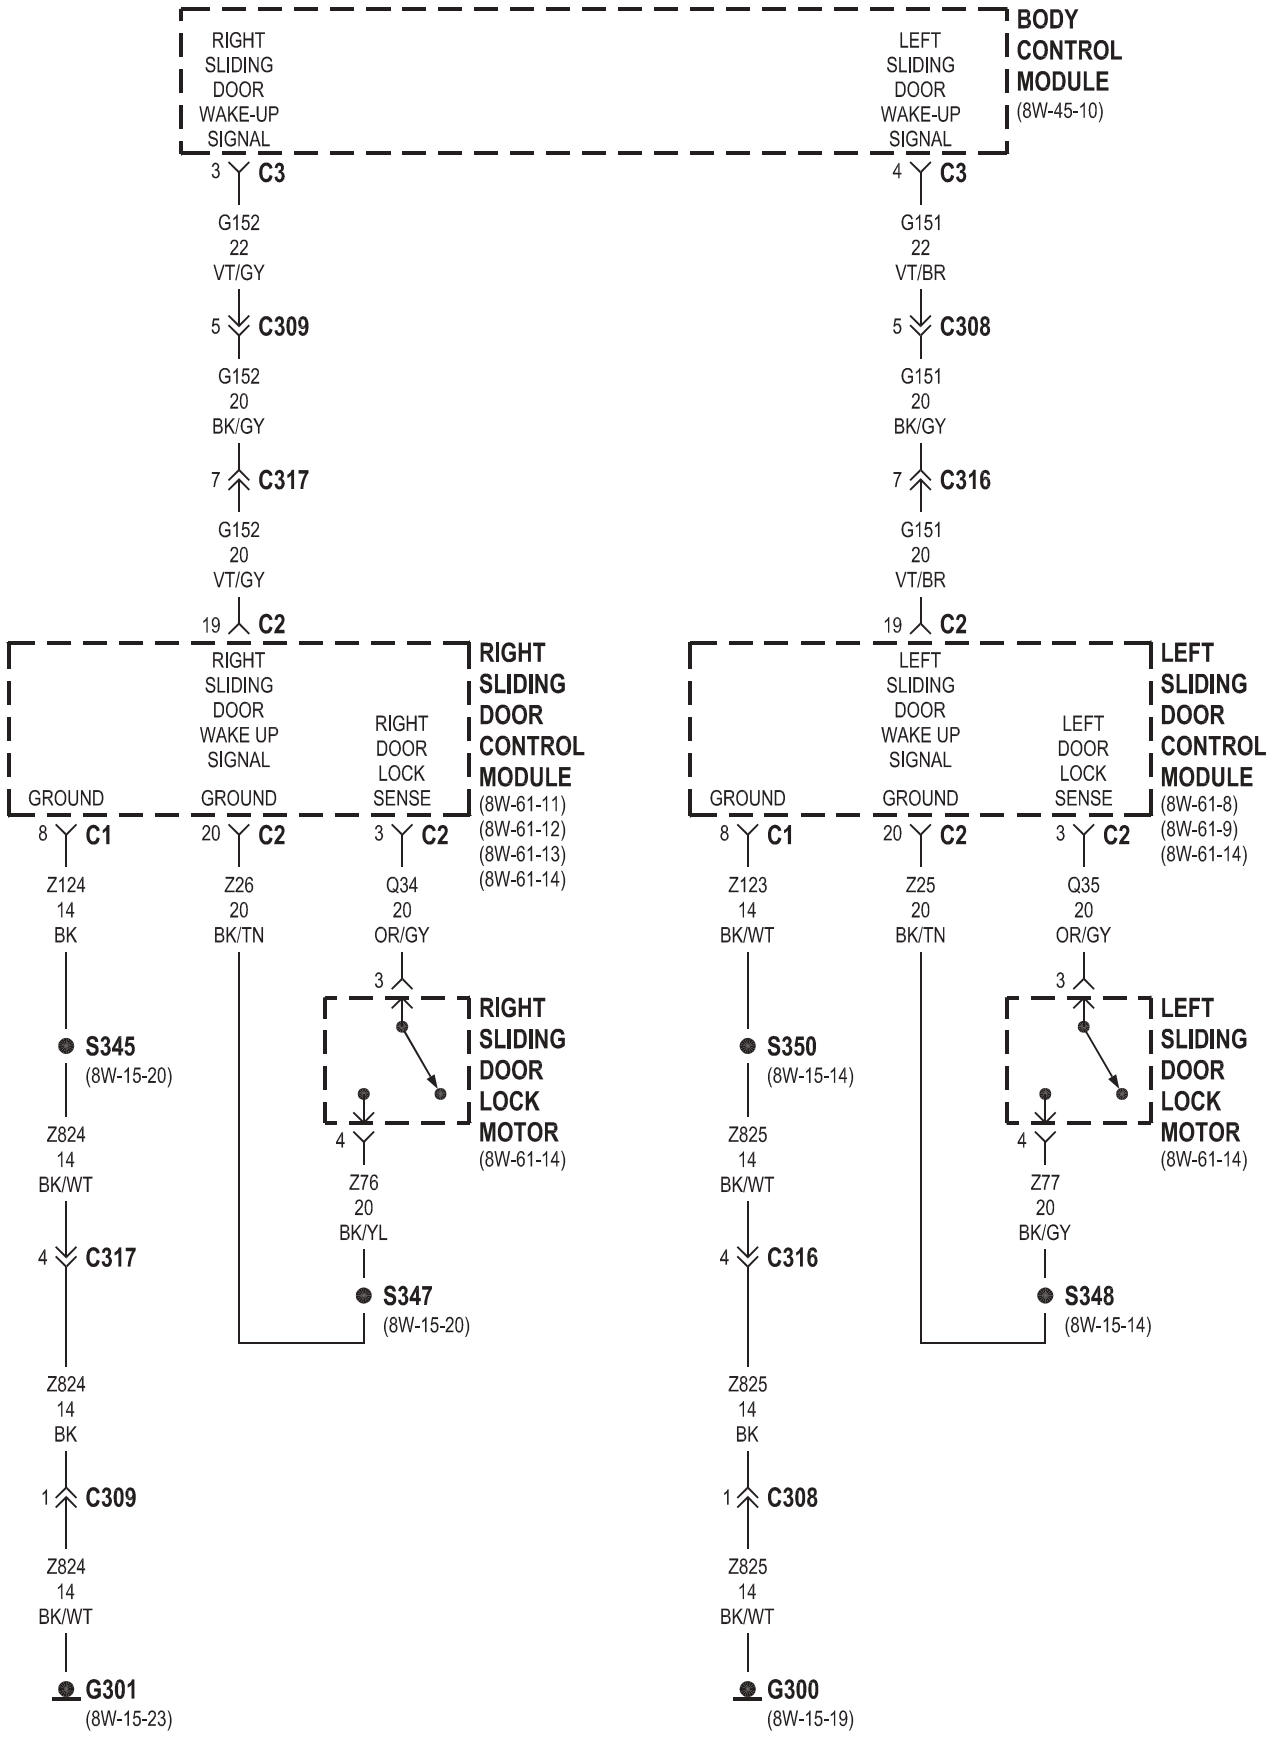 BODY
CONTROL
MODULE
(8W-45-10)
RIGHT
SLIDING
DOOR
WAKE-UP
SIGNAL
LEFT
SLIDING
DOOR
WAKE-UP
SIGNAL
3 C3
4 C3
G152
22
VT/GY
G151
22
VT/BR
5 C309
5 C308
G152
20
BK/GY
G151
20
BK/GY
7 C317
7 C316
G152
20
VT/GY
G151
20
VT/BR
19 C2
19 C2
RIGHT
SLIDING
DOOR
WAKE UP
SIGNAL
RIGHT
DOOR
LOCK
SENSE
GROUND
GROUND
RIGHT
SLIDING
DOOR
CONTROL
MODULE
(8W-61-11)
(8W-61-12)
(8W-61-13)
(8W-61-14)
LEFT
SLIDING
DOOR
WAKE UP
SIGNAL
LEFT
DOOR
LOCK
SENSE
GROUND
GROUND
LEFT
SLIDING
DOOR
CONTROL
MODULE
(8W-61-8)
(8W-61-9)
(8W-61-14)
8 C1
20 C2
3 C2
8 C1
20 C2
3 C2
Z124
14
BK
Z26
20
BK/TN
Q34
20
OR/GY
Z123
14
BK/WT
Z25
20
BK/TN
Q35
20
OR/GY
3
RIGHT
SLIDING
DOOR
LOCK
MOTOR
(8W-61-14)
4
3
LEFT
SLIDING
DOOR
LOCK
MOTOR
(8W-61-14)
4
S345
(8W-15-20)
S350
(8W-15-14)
Z824
14
BK/WT
Z76
20
BK/YL
Z825
14
BK/WT
Z77
20
BK/GY
4 C317
4 C316
S347
(8W-15-20)
S348
(8W-15-14)
Z824
14
BK
Z825
14
BK
1 C309
1 C308
Z824
14
BK/WT
Z825
14
BK/WT
G301
(8W-15-23)
G300
(8W-15-19)